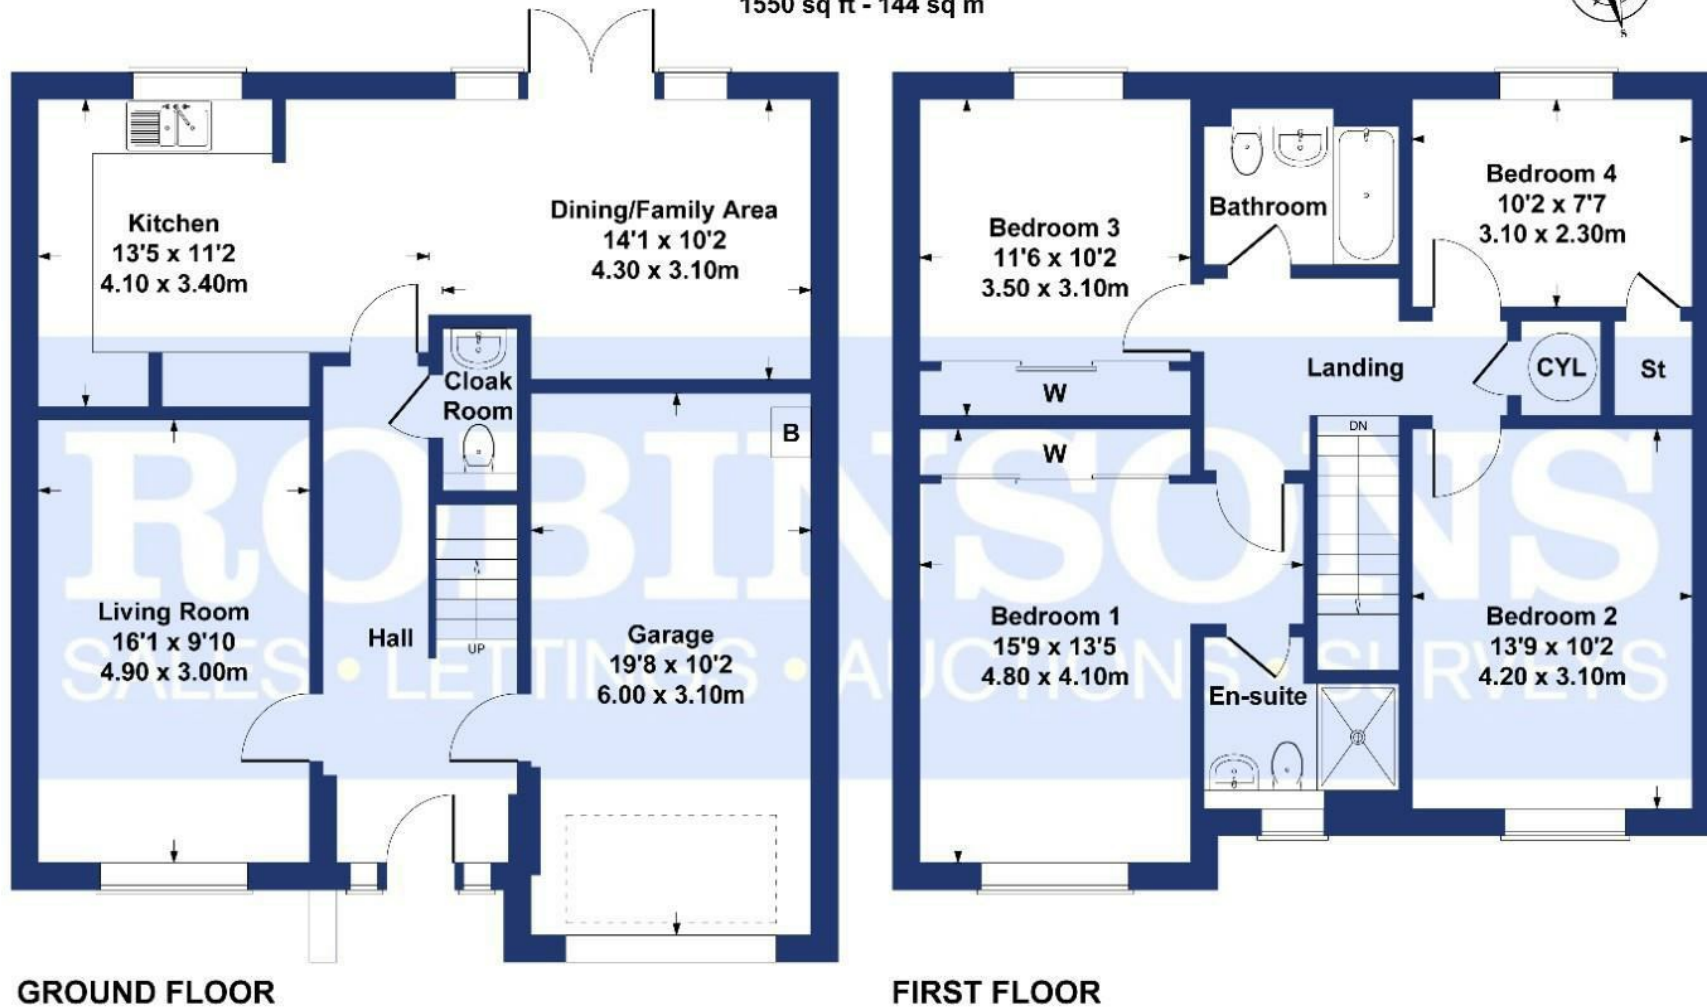 1550 sq ft - 144 sq m
S
Kitchen
13'5 x 11'2
4.10 x 3.40m
Dining/Family Area
14'1 x 10'2
4.30 x 3.10m
Cloak
Room
B
Living Room
16'1 x 9'10
4.90 x 3.00m
Hall
UP
Garage
19'8 x 10'2
6.00 x 3.10m
GROUND FLOOR
Bedroom 3
11'6 x 10'2
3.50 x 3.10m
Bathroom
Bedroom 4
10'2 x 7'7
3.10 x 2.30m
W
Landing
CYL
St
W
DN
Bedroom 1
15'9 x 13'5
4.80 x 4.10m
En-suite
Bedroom 2
13'9 x 10'2
4.20 x 3.10m
FIRST FLOOR
ROBINSONS
SALES • LETTINGS • AUCTIONS • SURVEYS